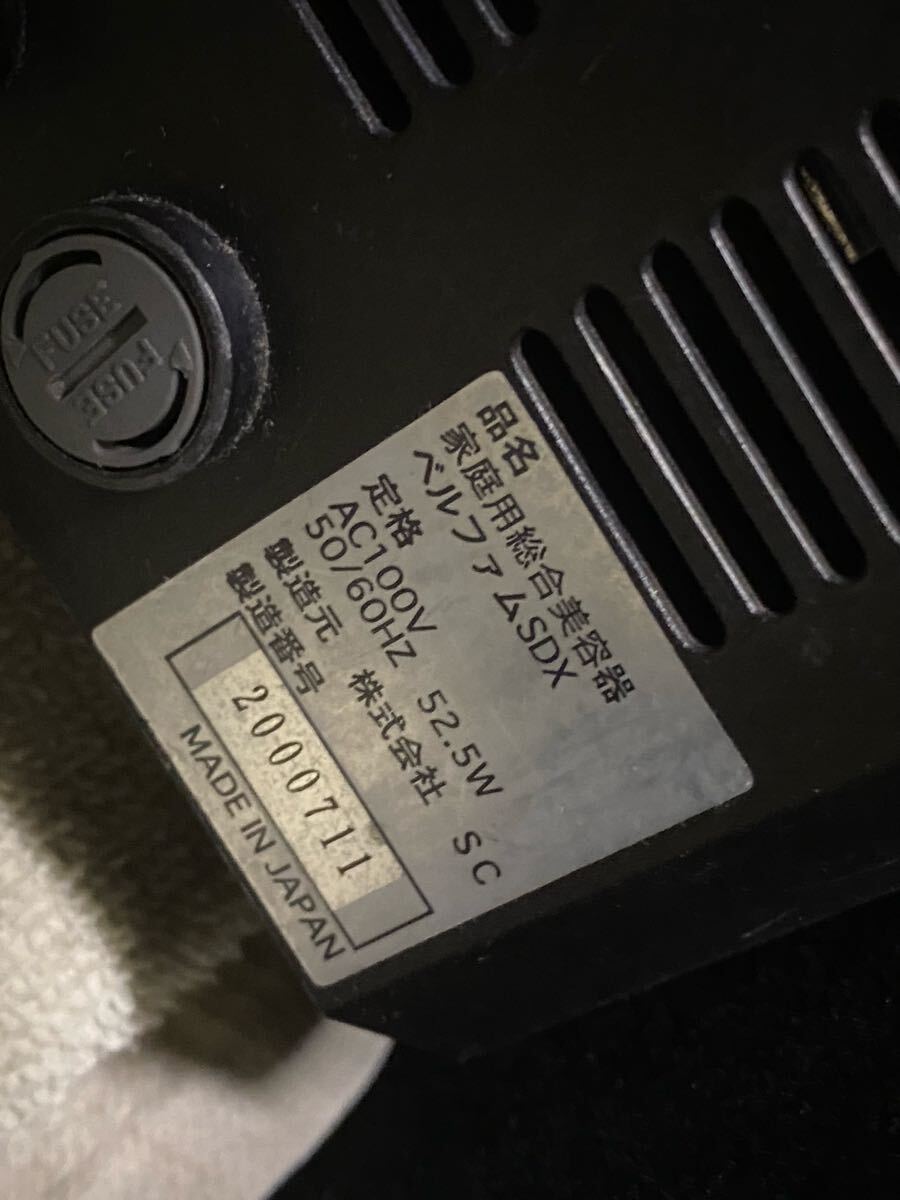 FUSE
FUSE
品名
家庭用総合美容器
ベルファムSDX
定格
AC100V 52.5W
50/60HZ
製造元 株式会社 SC
製造番号
2000711
MADE IN JAPAN